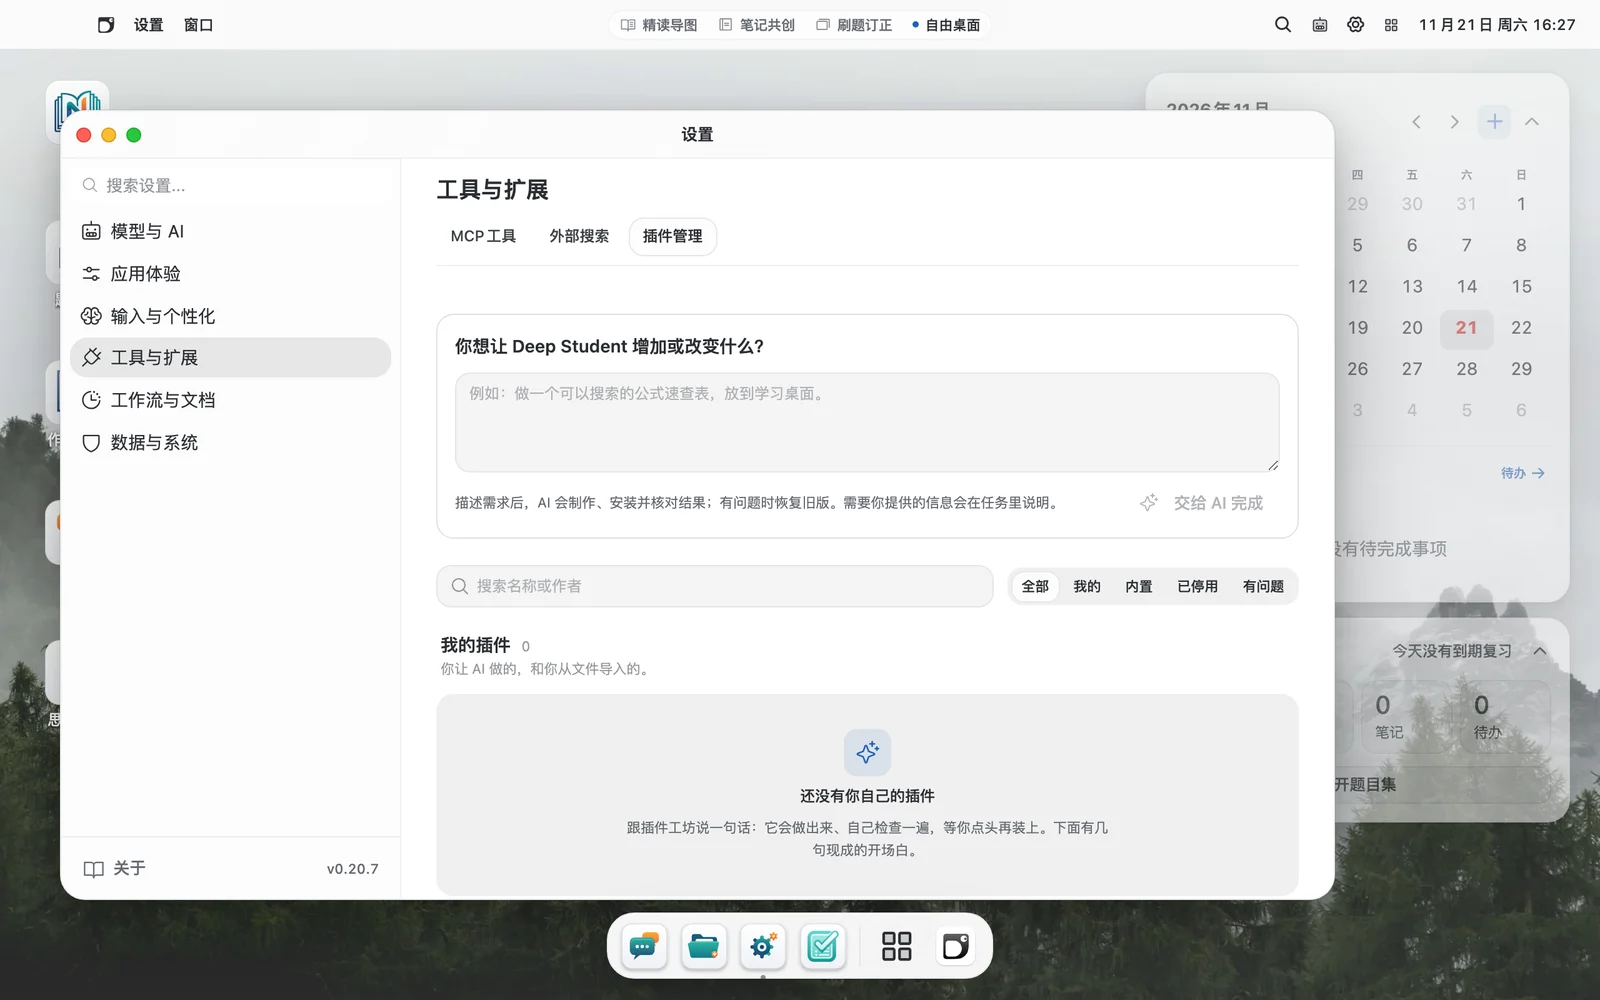 设置
窗口
精读导图
笔记共创
刷题订正
自由桌面
11月21日 周六 16:27
设置
搜索设置...
模型与 AI
应用体验
输入与个性化
工具与扩展
工作流与文档
数据与系统
关于
v0.20.7
工具与扩展
MCP 工具
外部搜索
插件管理
你想让 Deep Student 增加或改变什么?
例如：做一个可以搜索的公式速查表，放到学习桌面。
描述需求后，AI 会制作、安装并核对结果；有问题时恢复旧版。需要你提供的信息会在任务里说明。
交给 AI 完成
搜索名称或作者
全部
我的
内置
已停用
有问题
我的插件 0
你让 AI 做的，和你从文件导入的。
还没有你自己的插件
跟插件工坊说一句话：它会做出来、自己检查一遍，等你点头再装上。下面有几
句现成的开场白。
2026年11月
四 五 六 日
29 30 31 1
5 6 7 8
12 13 14 15
19 20 21 22
26 27 28 29
3 4 5 6
待办
没有待完成事项
今天没有到期复习
0
笔记
0
待办
开题目集
作
思